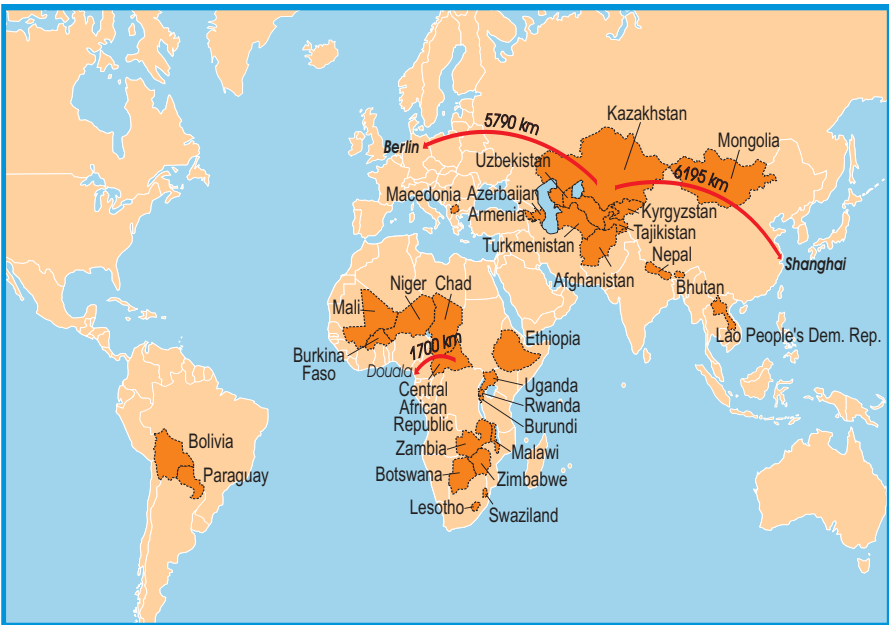 Kazakhstan
5790 km
Mongolia
Berlin
Uzbekistan
6195 km
Macedonia
Azerbaijan
Armenia
Kyrgyzstan
Tajikistan
Turkmenistan
Nepal
Shanghai
Afghanistan
Bhutan
Niger
Chad
Mali
Lao People's Dem. Rep.
Ethiopia
1700 km
Burkina
Faso
Douala
Central
African
Republic
Uganda
Rwanda
Burundi
Bolivia
Zambia
Malawi
Paraguay
Botswana
Zimbabwe
Lesotho
Swaziland